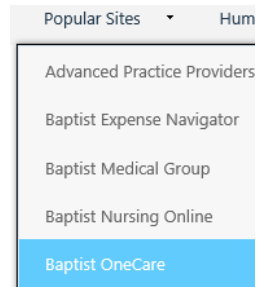 Popular Sites Hum
Advanced Practice Providers
Baptist Expense Navigator
Baptist Medical Group
Baptist Nursing Online
Baptist OneCare